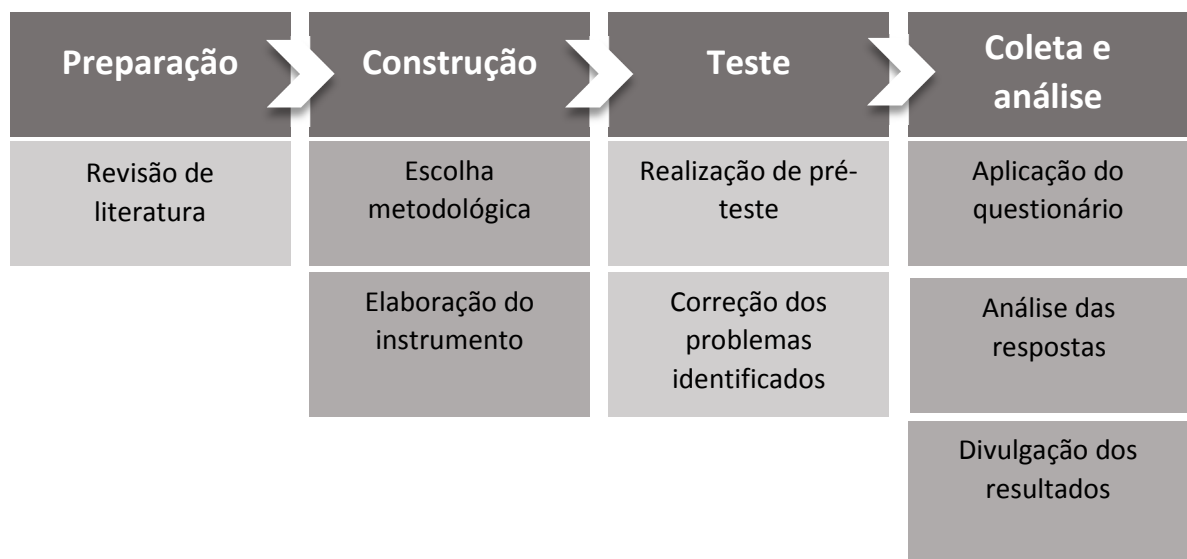 Preparação
Construção
Teste
Coleta e
análise
Revisão de
literatura
Escolha
metodológica
Realização de pré-
teste
Aplicação do
questionário
Elaboração do
instrumento
Correção dos
problemas
identificados
Análise das
respostas
Divulgação dos
resultados